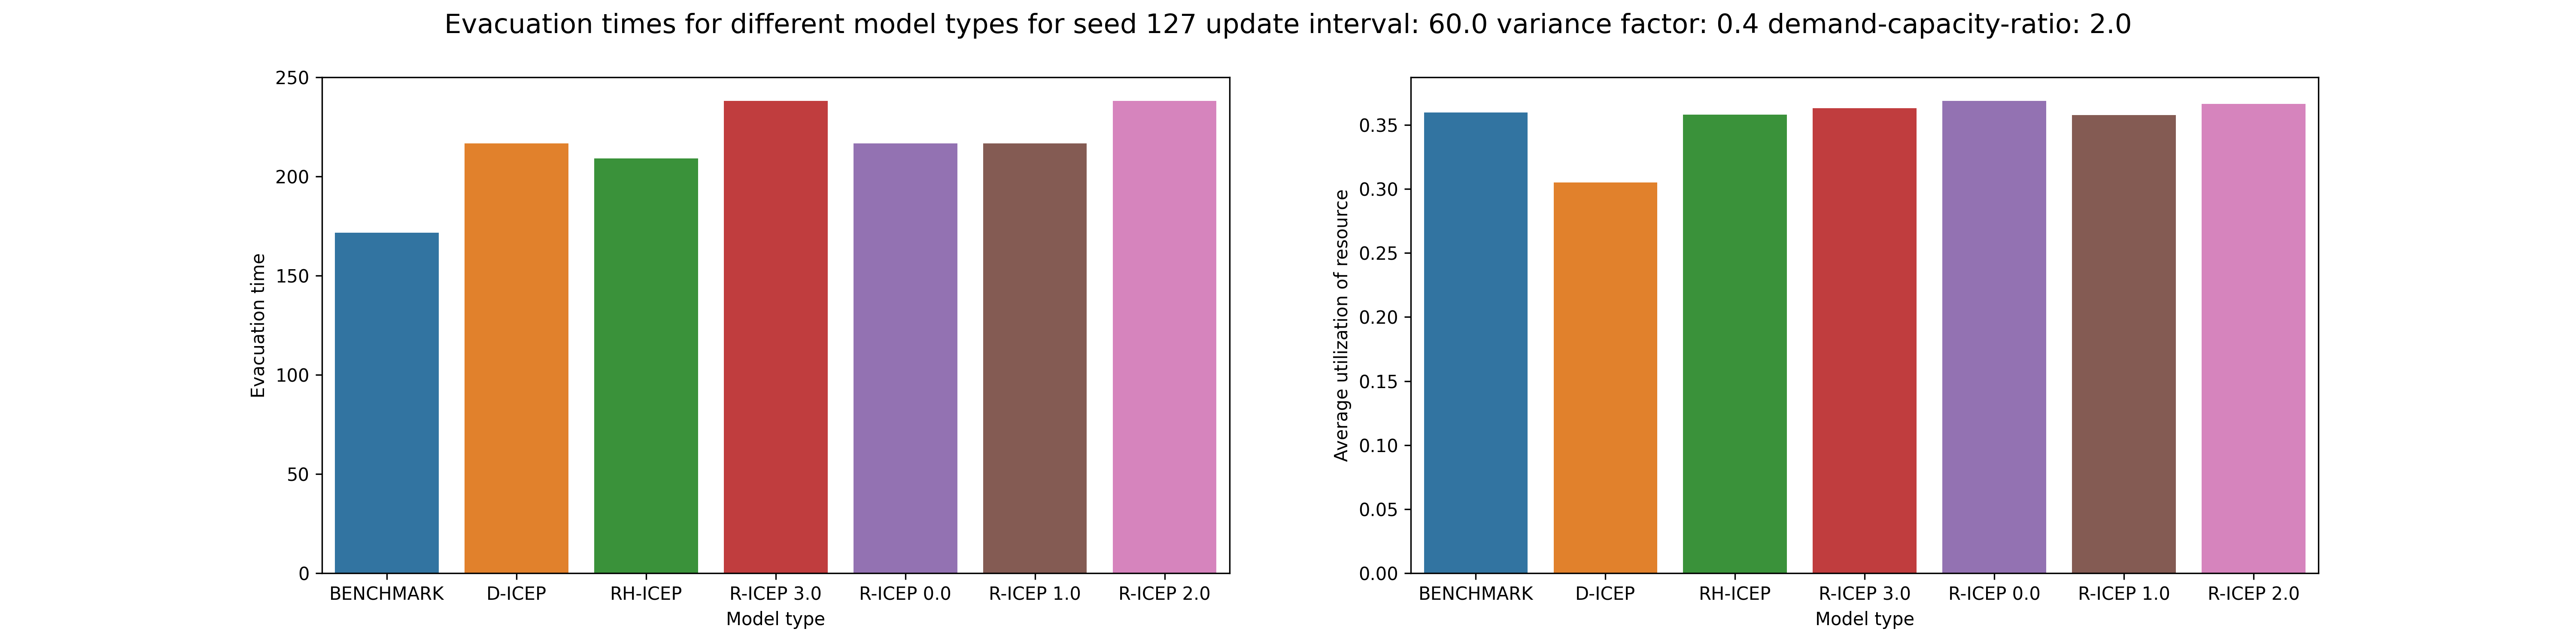 Evacuation times for different model types for seed 127 update interval: 60.0 variance factor: 0.4 demand-capacity-ratio: 2.0
Evacuation time
250
200
150
100
50
0
BENCHMARK D-ICEP RH-ICEP R-ICEP 3.0 R-ICEP 0.0 R-ICEP 1.0 R-ICEP 2.0
Model type
Average utilization of resource
0.35
0.30
0.25
0.20
0.15
0.10
0.05
0.00
BENCHMARK D-ICEP RH-ICEP R-ICEP 3.0 R-ICEP 0.0 R-ICEP 1.0 R-ICEP 2.0
Model type